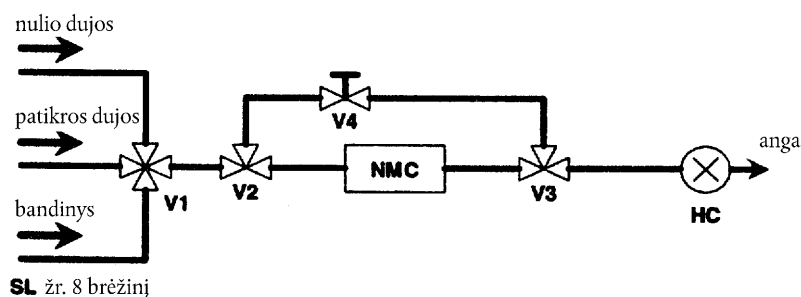 nulio dujos
patikros dujos
bandinys
SL žr. 8 brėžinį
V1
V2
V4
NMC
V3
HC
anga